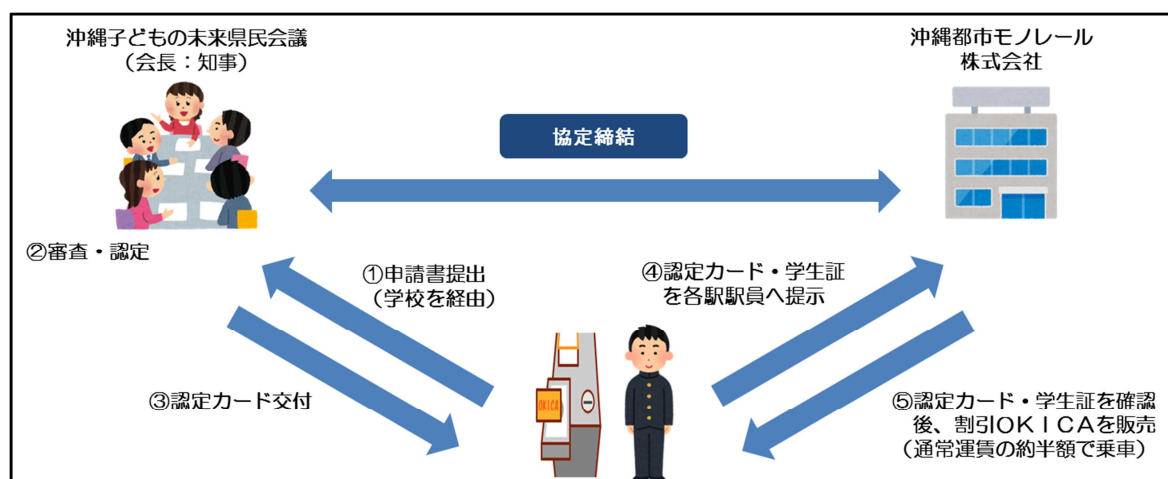 沖縄子どもの未来県民会議
（会長：知事）
沖縄都市モノレール
株式会社
協定締結
②審査・認定
①申請書提出
（学校を経由）
④認定カード・学生証
を各駅駅員へ提示
③認定カード交付
OKICA
⑤認定カード・学生証を確認
後、割引ＯＫＩＣＡを販売
（通常運賃の約半額で乗車）